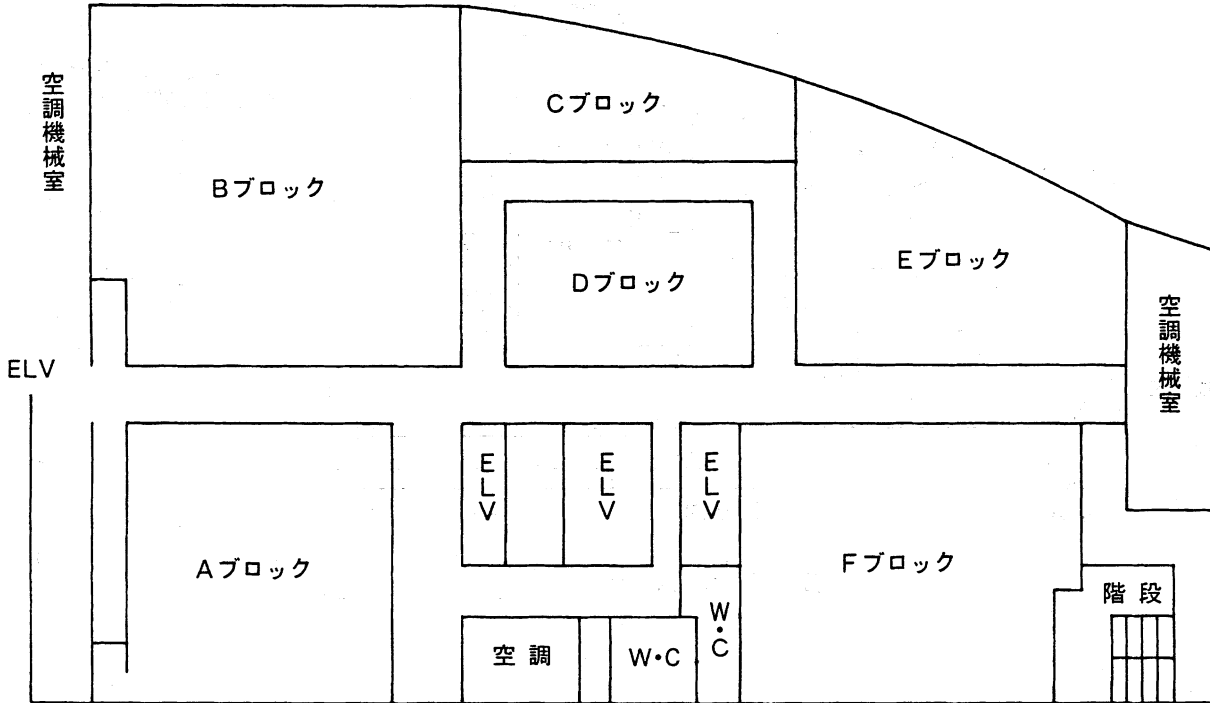 空調機械室
Cブロック
Bブロック
Dブロック
Eブロック
空調機械室
ELV
ELV
ELV
ELV
Aブロック
Fブロック
階段
W・C
空調
W・C